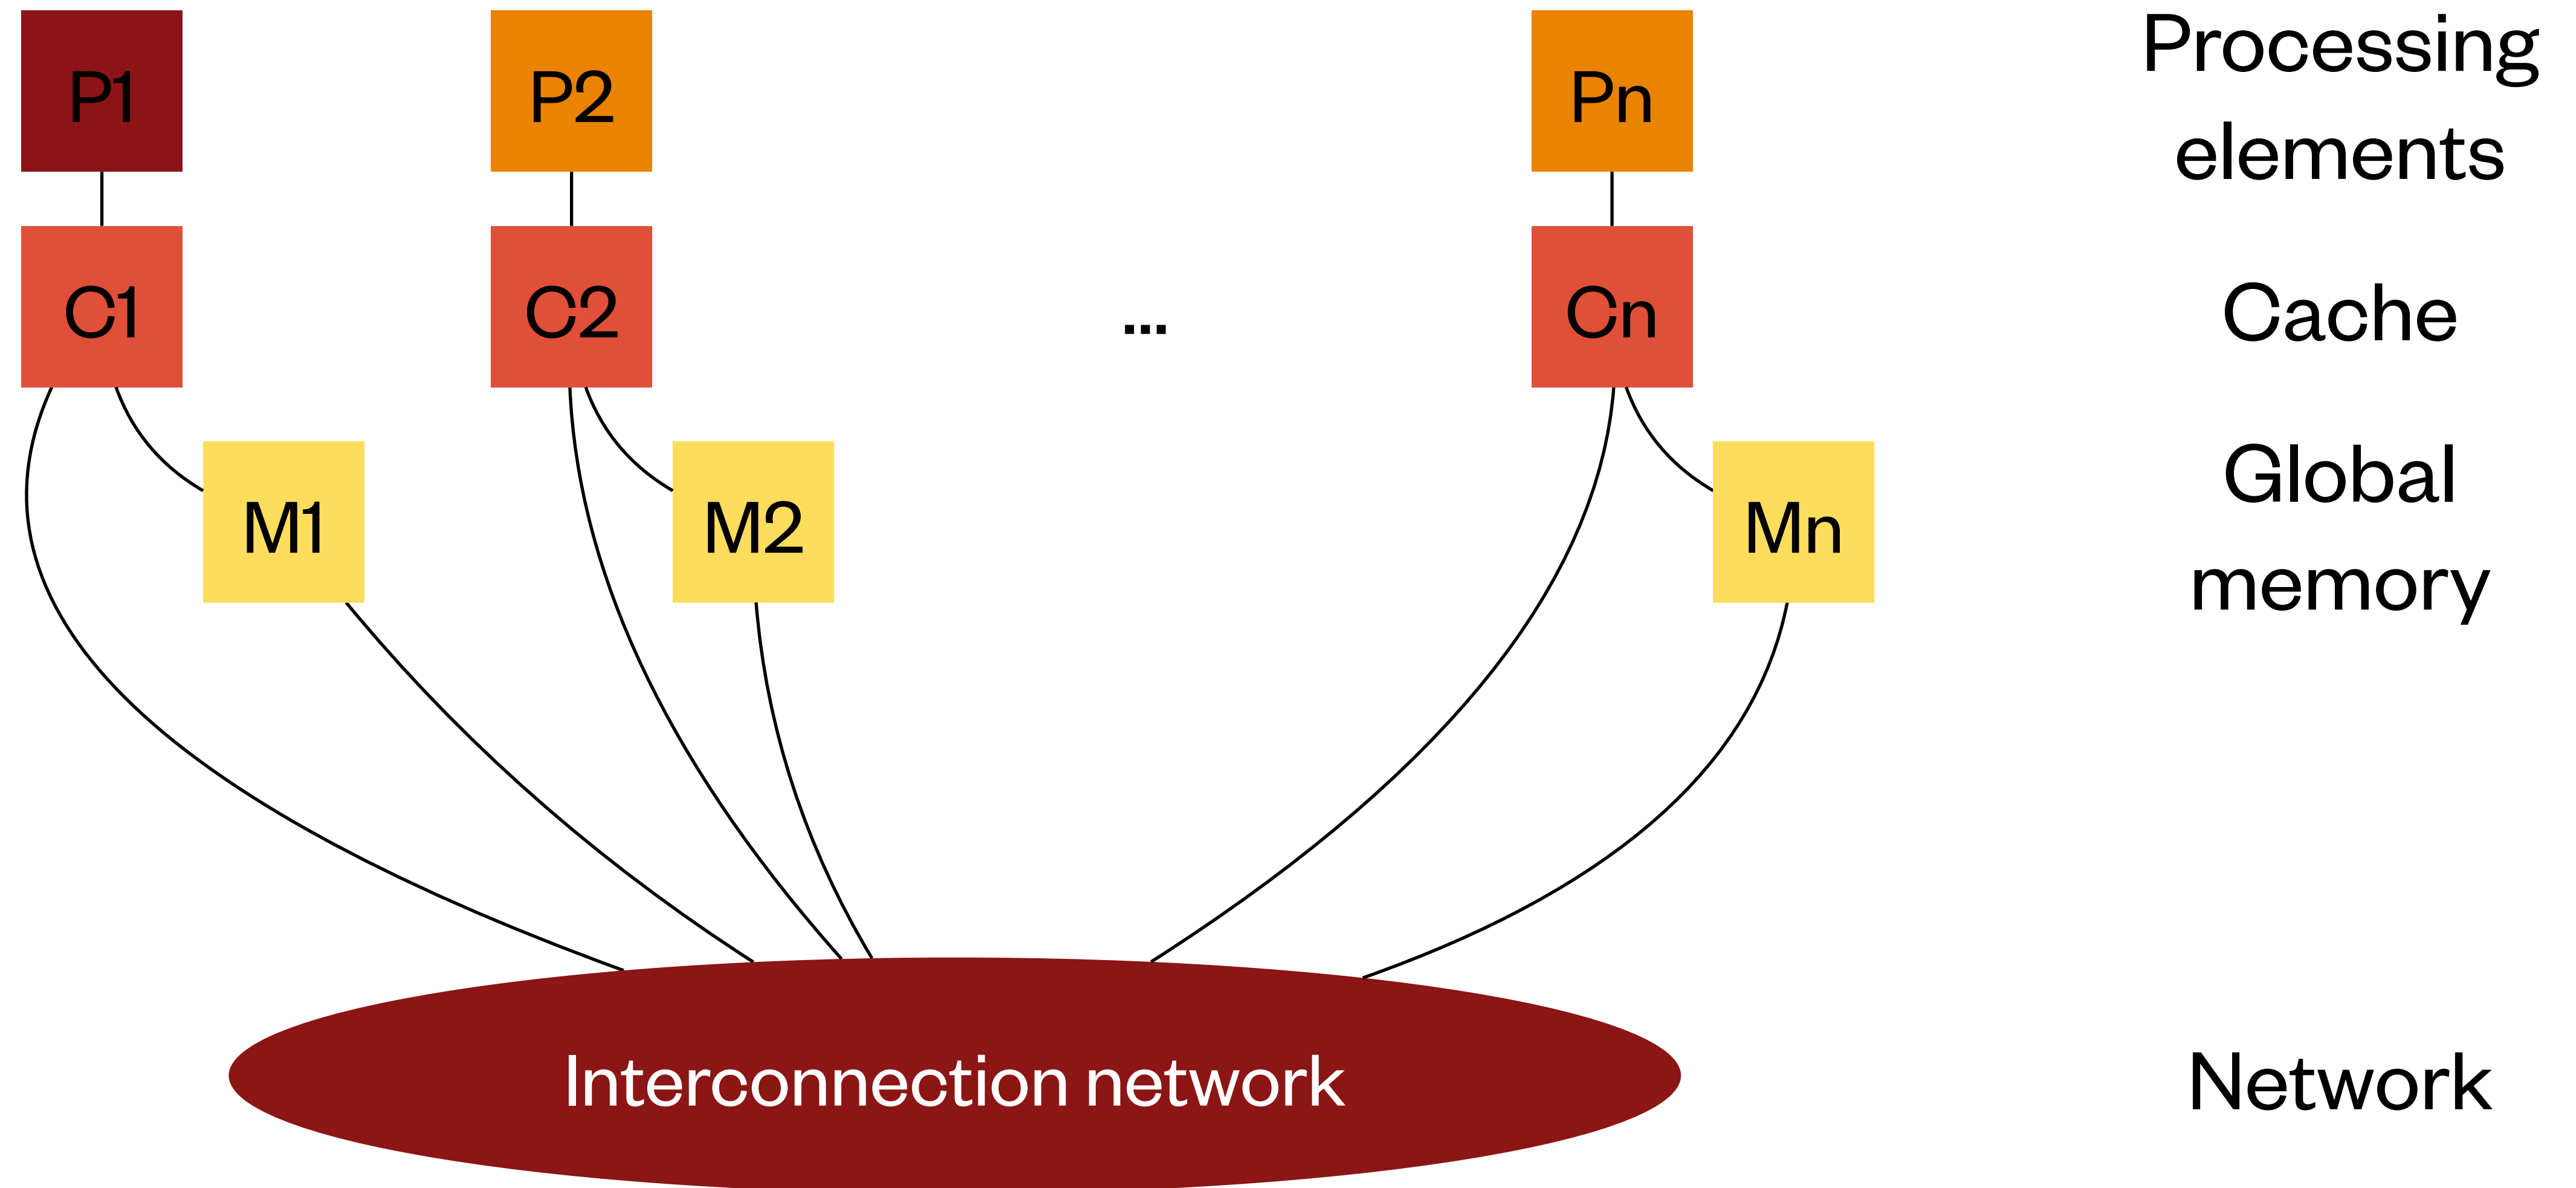 P1
P2
Pn
Processing
elements
C1
C2
...
Cn
Cache
M1
M2
Mn
Global
memory
Interconnection network
Network